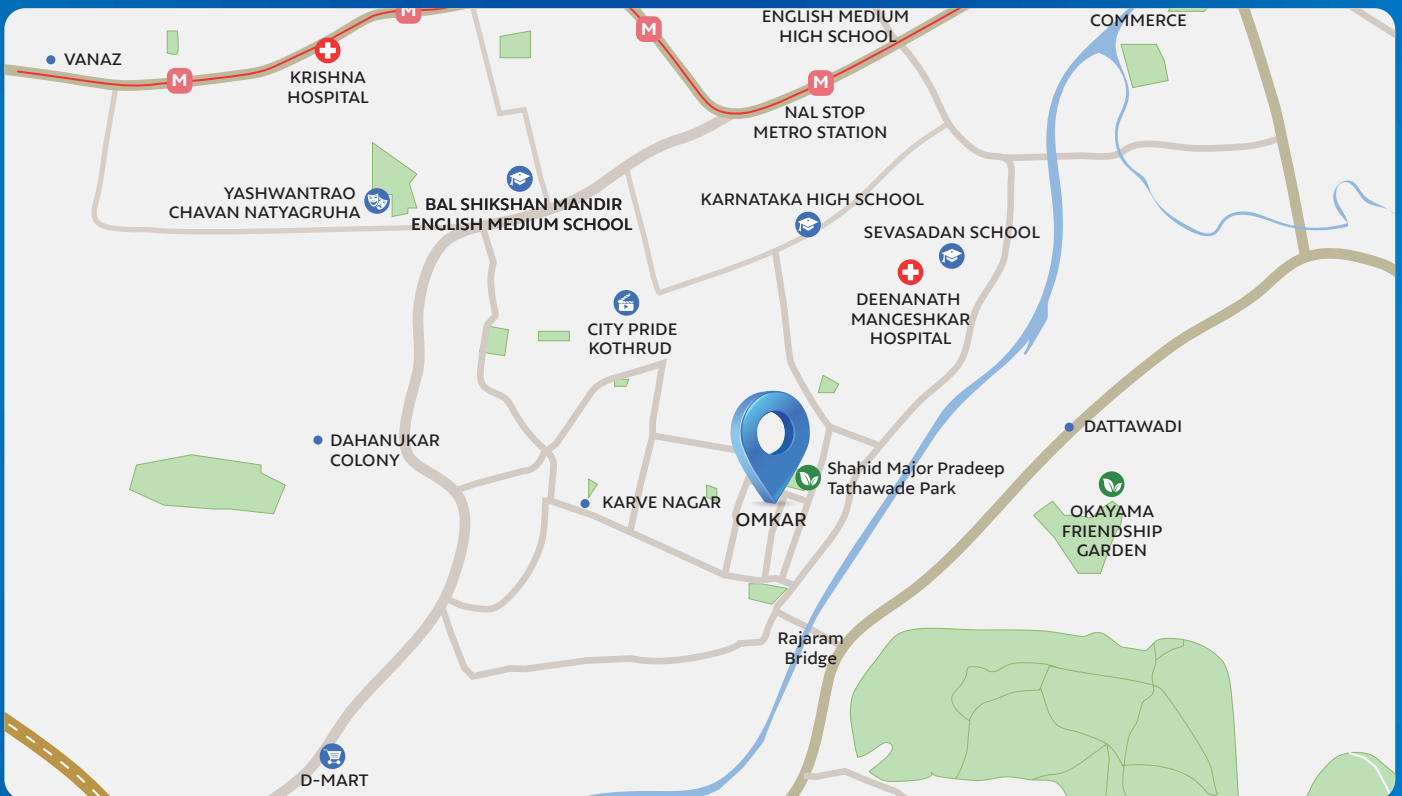 ENGLISH MEDIUM
HIGH SCHOOL
COMMERCE
M
M
VANAZ
M
M
KRISHNA
HOSPITAL
NAL STOP
METRO STATION
YASHWANTRAO
CHAVAN NATYAGRUHA
BAL SHIKSHAN MANDIR
ENGLISH MEDIUM SCHOOL
KARNATAKA HIGH SCHOOL
SEVASADAN SCHOOL
DEENANATH
MANGESHKAR
HOSPITAL
CITY PRIDE
KOTHRUD
DAHANUKAR
COLONY
DATTAWADI
Shahid Major Pradeep
Tathawade Park
KARVE NAGAR
OMKAR
OKAYAMA
FRIENDSHIP
GARDEN
Rajaram
Bridge
D-MART